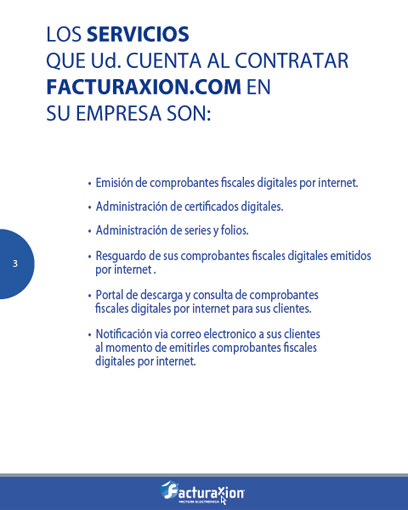 LOS SERVICIOS
QUE Ud. CUENTA AL CONTRATAR
FACTURAXION.COM EN
SU EMPRESA SON:
• Emisión de comprobantes fiscales digitales por internet.
• Administración de certificados digitales.
• Administración de series y folios.
• Resguardo de sus comprobantes fiscales digitales emitidos
por internet .
• Portal de descarga y consulta de comprobantes
fiscales digitales por internet para sus clientes.
• Notificación via correo electronico a sus clientes
al momento de emitirles comprobantes fiscales
digitales por internet.
3
FacturaXion
FACTURA ELECTRÓNICA